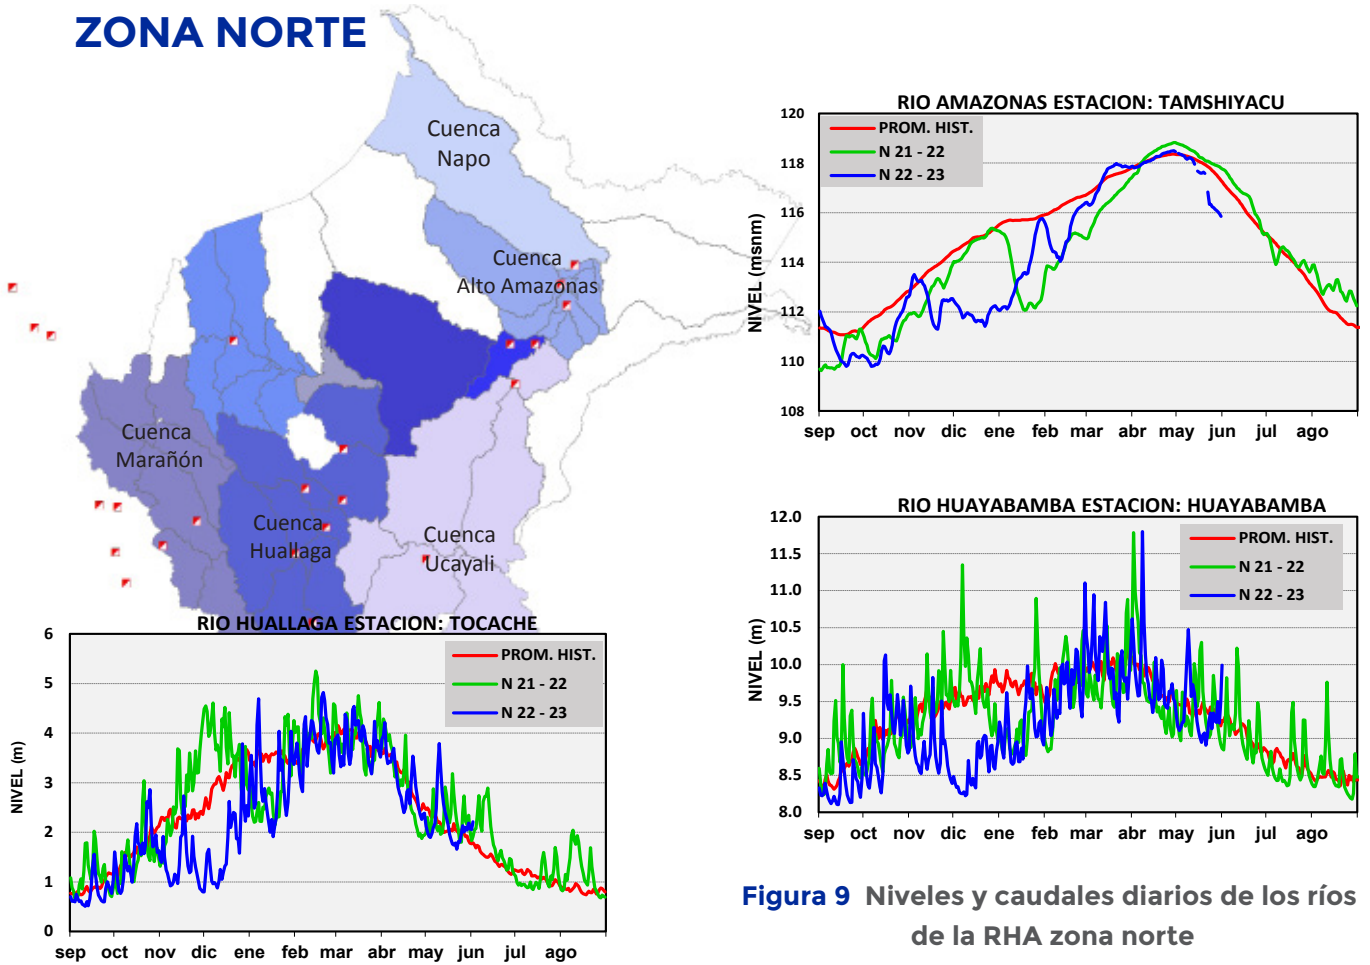 ZONA NORTE
Cuenca
Napo
Cuenca
Alto Amazonas
Cuenca
Marañón
Cuenca
Huallaga
Cuenca
Ucayali
RIO AMAZONAS ESTACION: TAMSHIYACU
PROM. HIST.
N 21 - 22
N 22 - 23
NIVEL (msnm)
120
118
116
114
112
110
108
sep oct nov dic ene feb mar abr may jun jul ago
RIO HUAYABAMBA ESTACION: HUAYABAMBA
PROM. HIST.
N 21 - 22
N 22 - 23
NIVEL (m)
12.0
11.5
11.0
10.5
10.0
9.5
9.0
8.5
8.0
sep oct nov dic ene feb mar abr may jun jul ago
RIO HUALLAGA ESTACION: TOCACHE
PROM. HIST.
N 21 - 22
N 22 - 23
NIVEL (m)
6
5
4
3
2
1
0
sep oct nov dic ene feb mar abr may jun jul ago
Figura 9 Niveles y caudales diarios de los ríos
de la RHA zona norte